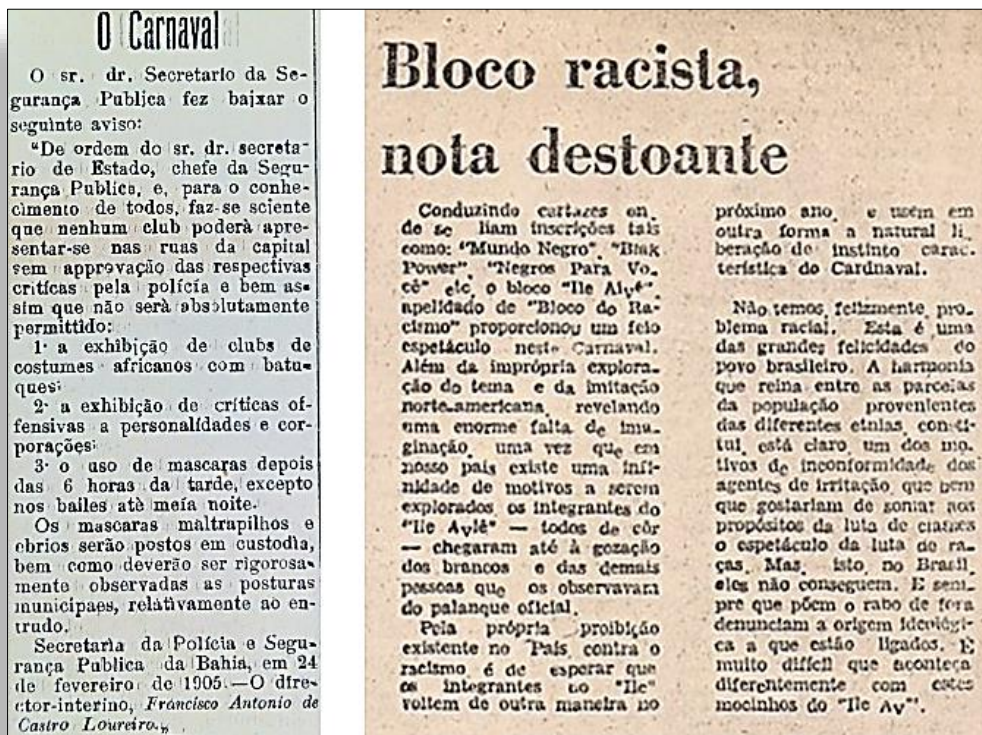 O Carnaval
O sr. dr. Secretario da Se-
gurança Publica fez baixar o
seguinte aviso:
“De ordem do sr. dr. secreta-
rio de Estado, chefe da Segu-
rança Publica, e, para o conhe-
cimento de todos, faz-se sciente
que nenhum club poderà apre-
sentar-se nas ruas da capital
sem approvação das respectivas
criticas pela polícia e bem as-
sim que não serà absolutamente
permittido:
1· a exhibição de clubs de
costumes africanos com batu-
ques;
2· a exhibição de críticas of-
fensivas a personalidades e cor-
porações;
3· o uso de mascaras depois
das 6 horas da tarde, excepto
nos bailes atè meia noite.
Os mascaras maltrapilhos e
ebrios serão postos em custodia,
bem como deverão ser rigorosa-
mente observadas as posturas
municipaes, relativamente ao en-
trudo.
Secretaria da Polícia e Segu-
rança Publica da Bahia, em 24
de fevereiro de 1905.—O dire-
ctor-interino, Francisco Antonio de
Castro Loureiro.„
Bloco racista,
nota destoante
Conduzindo cartazes on-
de se liam inscrições tais
como: "Mundo Negro", "Blak
Power", "Negros Para Vo-
cê" etc, o bloco "Ile Aiyê",
apelidado de "Bloco do Ra-
cismo" proporcionou um feio
espetáculo neste Carnaval.
Além da imprópria explora-
ção do tema e da imitação
norte-americana, revelando
uma enorme falta de ima-
ginação, uma vez que em
nosso país existe uma infi-
nidade de motivos a serem
explorados, os integrantes do
"Ile Aylê" — todos de côr
— chegaram até à gozação
dos brancos e das demais
pessoas que os observavam
do palanque oficial.
Pela própria proibição
existente no País contra o
racismo é de esperar que
os integrantes do "Ile"
voltem de outra maneira no
próximo ano, e usem em
outra forma a natural li-
beração do instinto carac-
terística do Cardnaval.
Não temos felizmente pro-
blema racial. Esta é uma
das grandes felicidades do
povo brasileiro. A harmonia
que reina entre as parcelas
da população provenientes
das diferentes etnias, consti-
tui, está claro, um dos mo-
tivos de inconformidade dos
agentes de irritação, que bem
que gostariam de somar aos
propósitos da luta de classes
o espetáculo da luta de ra-
ças. Mas, isto, no Brasil,
eles não conseguem. E sem-
pre que põem o rabo de fora
denunciam a origem ideológi-
ca a que estão ligados. E
muito difícil que aconteça
diferentemente com estes
mocinhos do "Ile Ay".